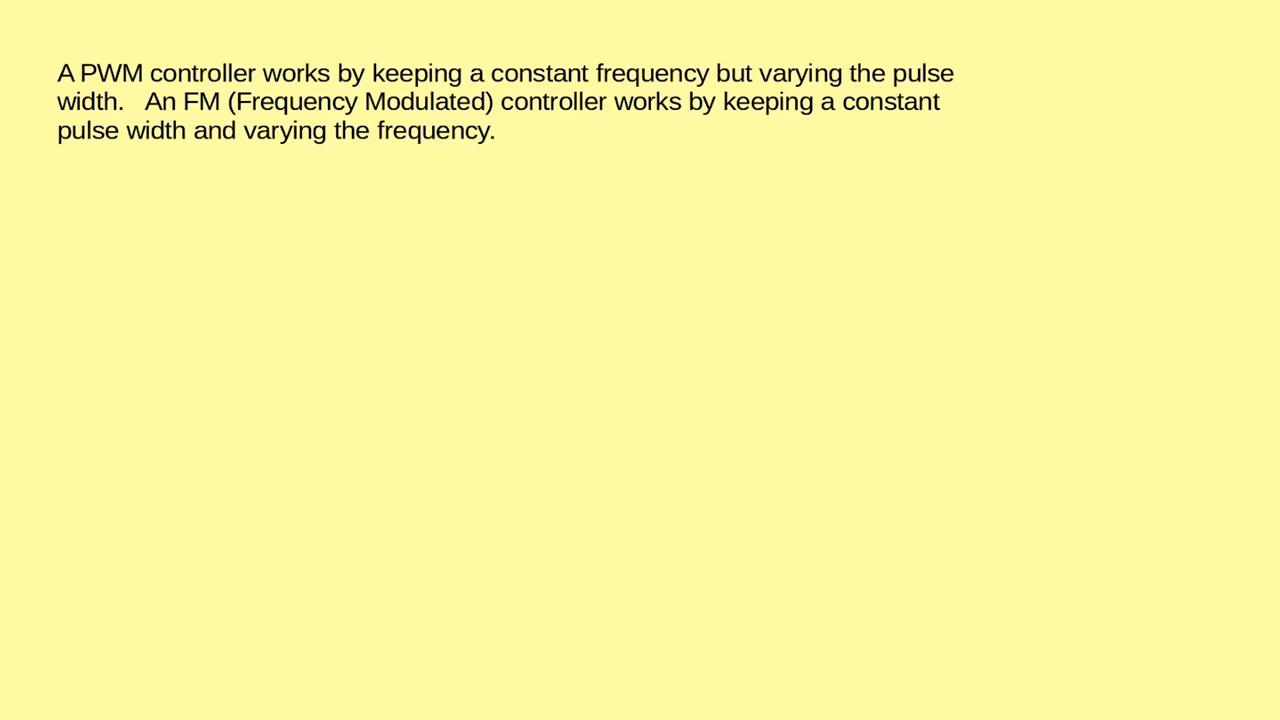 A PWM controller works by keeping a constant frequency but varying the pulse
width.   An FM (Frequency Modulated) controller works by keeping a constant
pulse width and varying the frequency.